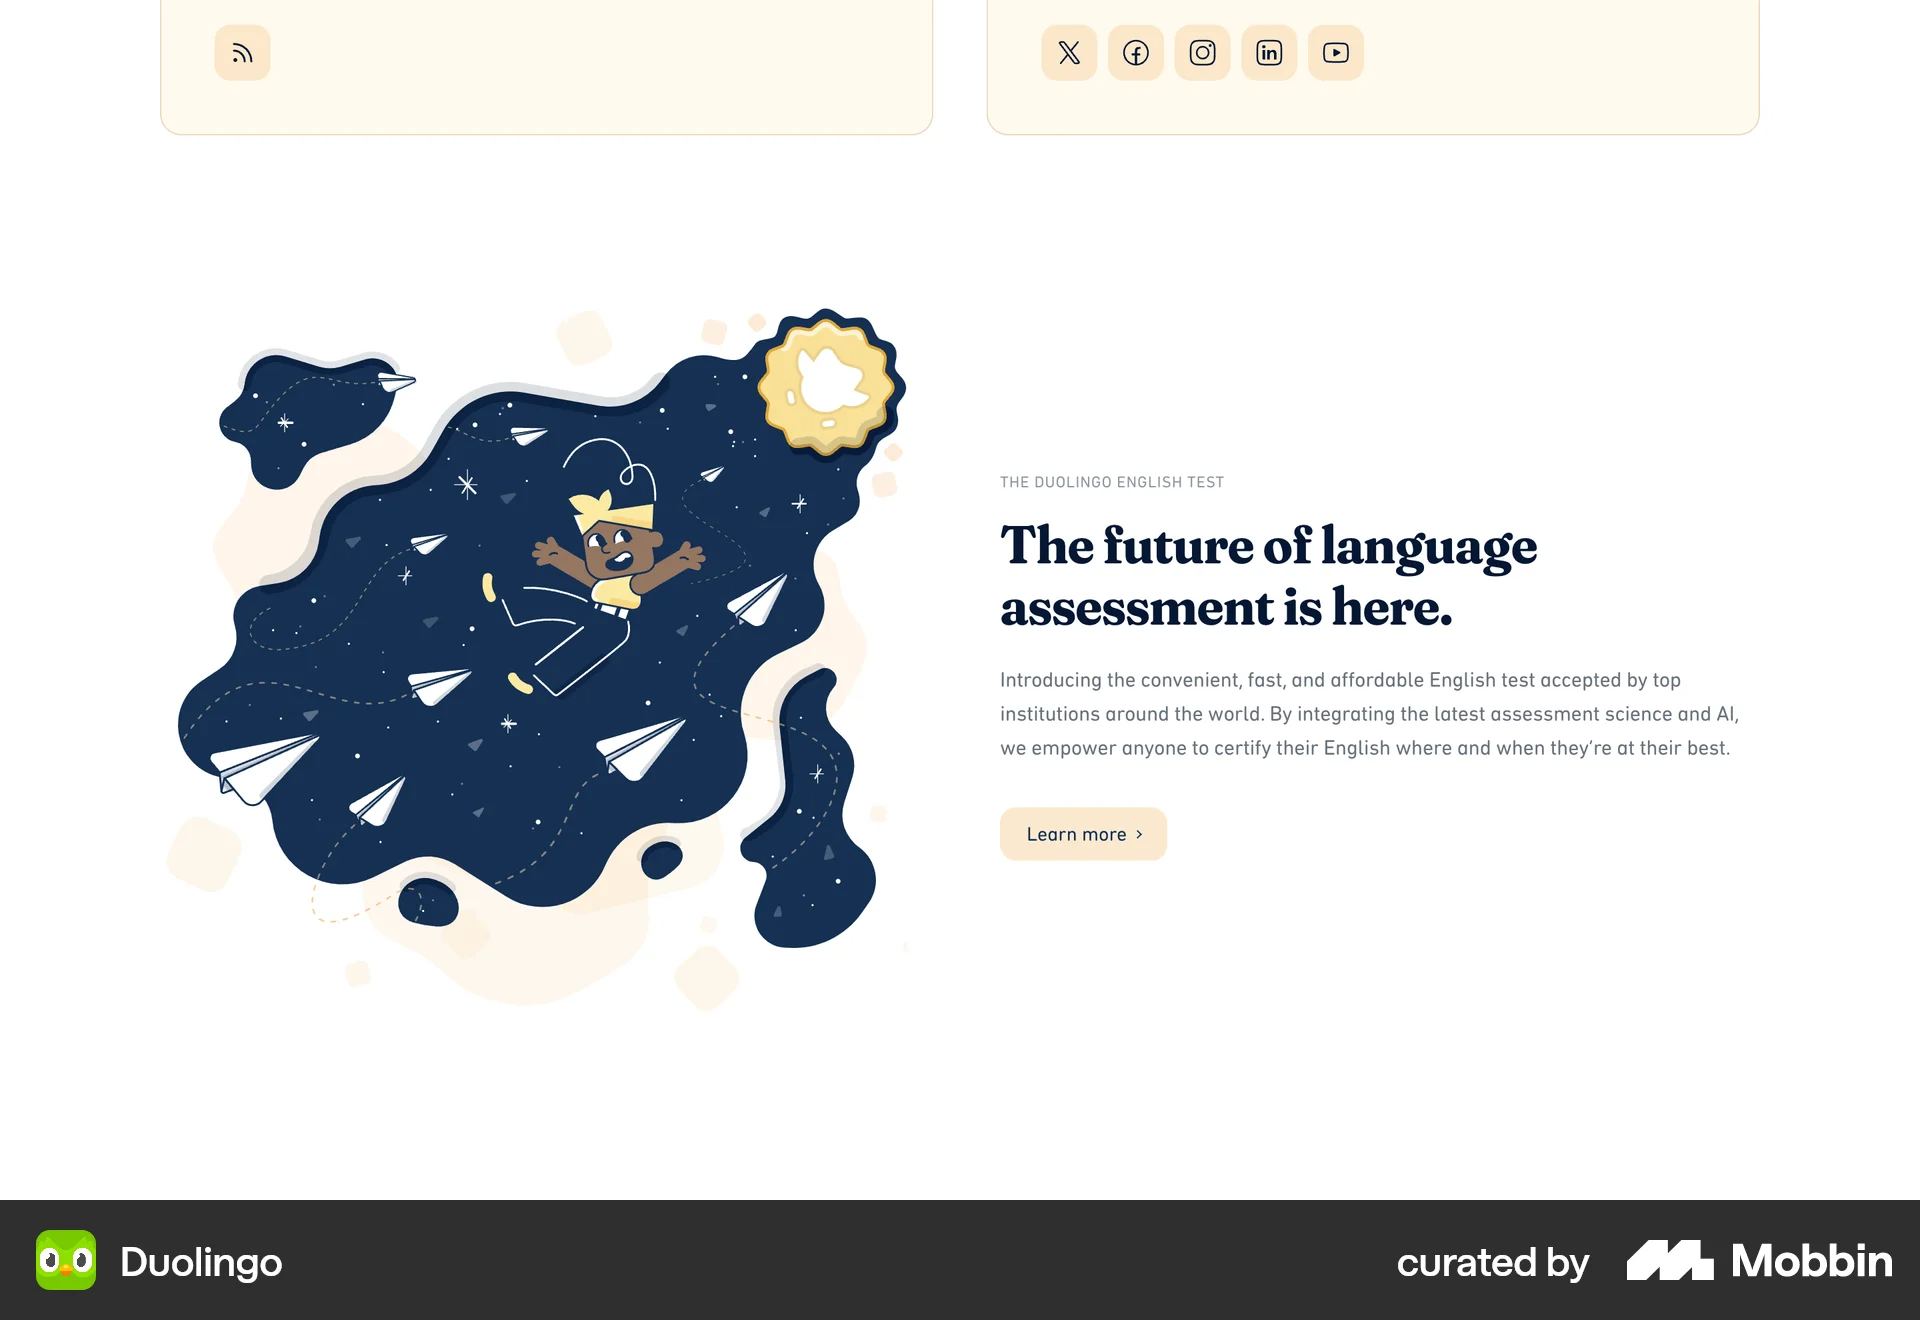 THE DUOLINGO ENGLISH TEST
The future of language
assessment is here.
Introducing the convenient, fast, and affordable English test accepted by top
institutions around the world. By integrating the latest assessment science and AI,
we empower anyone to certify their English where and when they’re at their best.
Learn more ›
Duolingo
curated by Mobbin